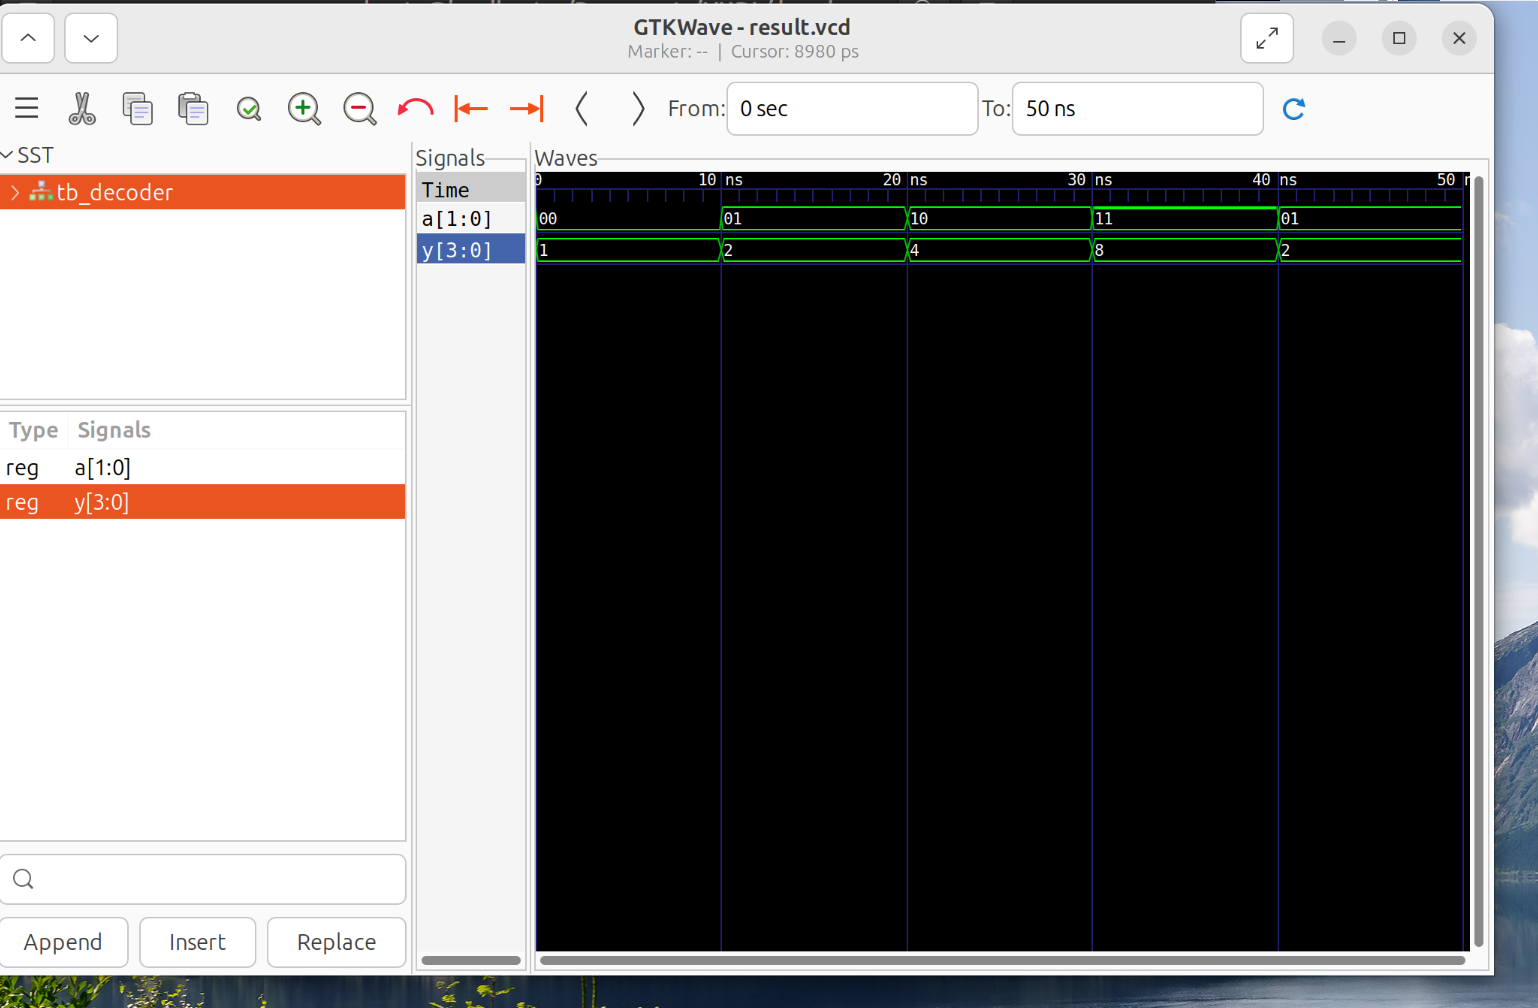 GTKWave - result.vcd
Marker: -- | Cursor: 8980 ps
From: 0 sec To: 50 ns
SST
tb_decoder
Type Signals
reg a[1:0]
reg y[3:0]
Append Insert Replace
Signals
Time
a[1:0]
y[3:0]
Waves
0 10 ns 20 ns 30 ns 40 ns 50 n
00 01 10 11 01
1 2 4 8 2